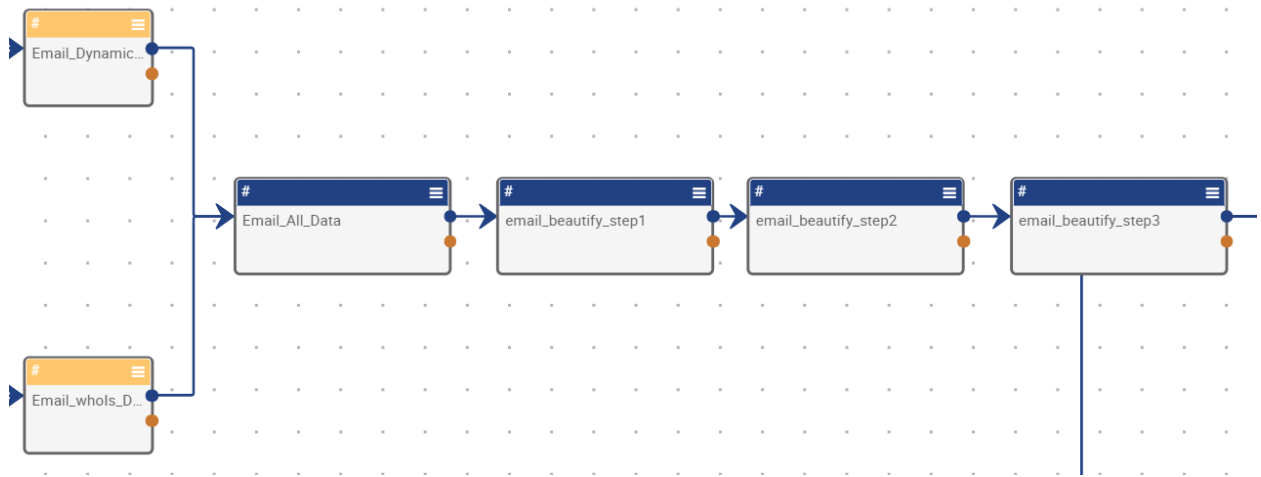 #
Email_Dynamic...
#
Email_All_Data
#
email_beautify_step1
#
email_beautify_step2
#
email_beautify_step3
#
Email_whoIs_D...